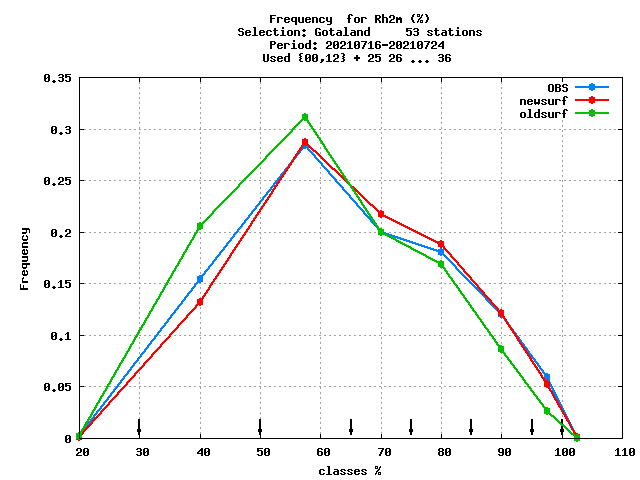 Frequency  for Rh2m (%)
Selection: Gotaland     53 stations
Period: 20210716-20210724
Used {00,12} + 25 26 ... 36
OBS
newsurf
oldsurf
0.35
0.3
0.25
0.2
0.15
0.1
0.05
0
Frequency
20 30 40 50 60 70 80 90 100 110
classes %